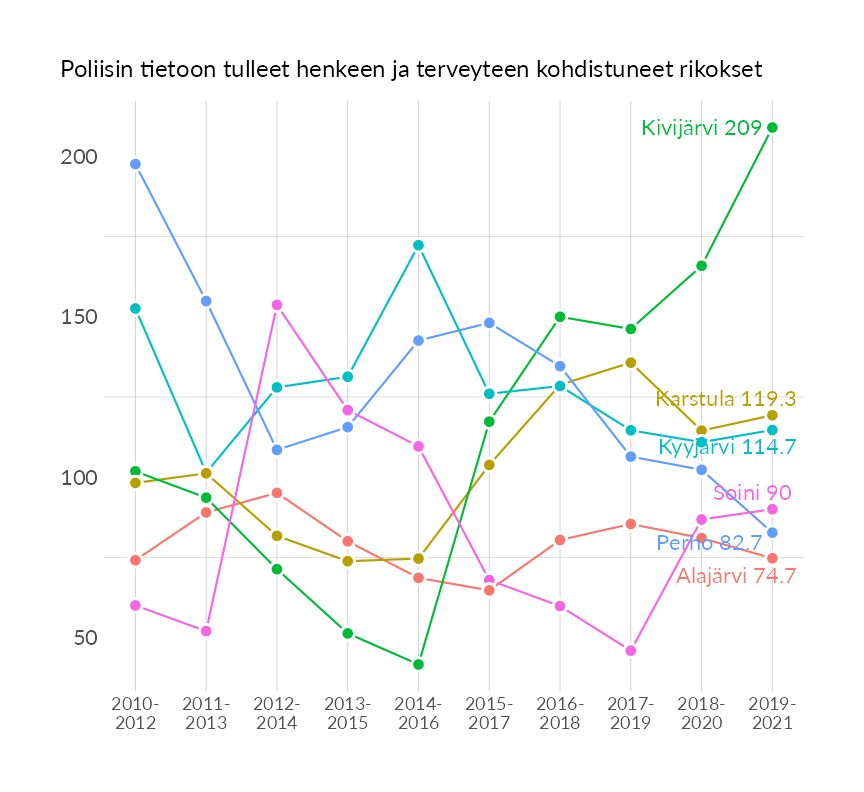 Poliisin tietoon tulleet henkeen ja terveyteen kohdistuneet rikokset
Kivijärvi 209
200
150
Karstula 119.3
Kyyjärvi 114.7
100
Soini 90
Perho 82.7
Alajärvi 74.7
50
2010- 2011- 2012- 2013- 2014- 2015- 2016- 2017- 2018- 2019-
2012 2013 2014 2015 2016 2017 2018 2019 2020 2021